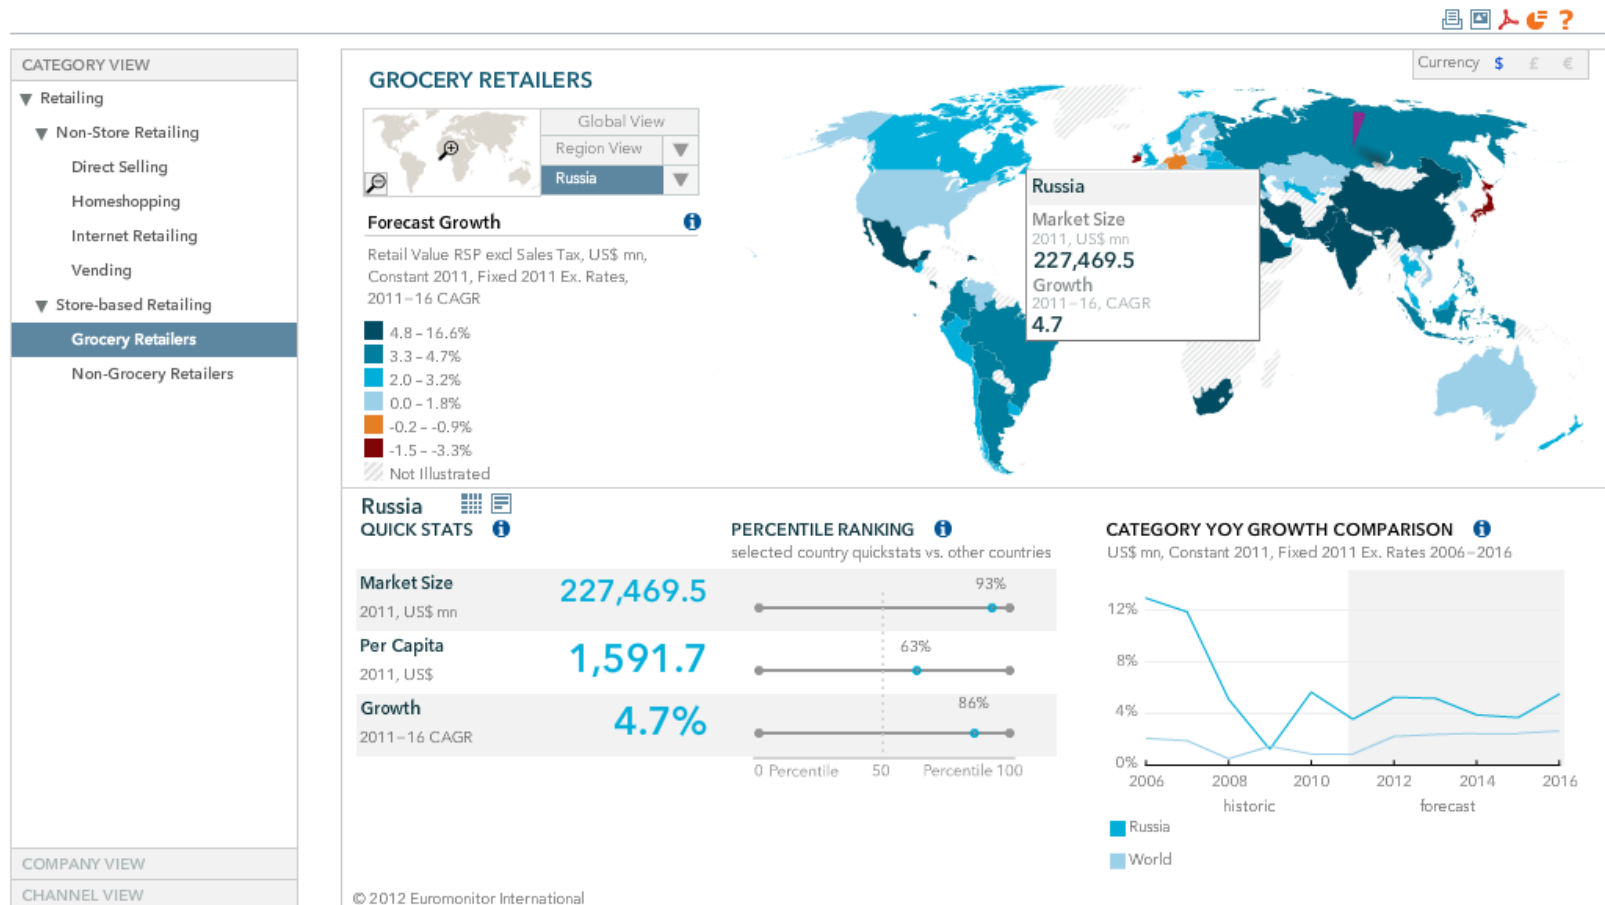 ?
CATEGORY VIEW
Retailing
Non-Store Retailing
Direct Selling
Homeshopping
Internet Retailing
Vending
Store-based Retailing
Grocery Retailers
Non-Grocery Retailers
COMPANY VIEW
CHANNEL VIEW
Currency $ £ €
GROCERY RETAILERS
Global View
Region View
Russia
Forecast Growth
Retail Value RSP excl Sales Tax, US$ mn,
Constant 2011, Fixed 2011 Ex. Rates,
2011–16 CAGR
4.8 – 16.6%
3.3 – 4.7%
2.0 – 3.2%
0.0 – 1.8%
-0.2 – -0.9%
-1.5 – -3.3%
Not Illustrated
Russia
Market Size
2011, US$ mn
227,469.5
Growth
2011–16, CAGR
4.7
Russia
QUICK STATS
Market Size
2011, US$ mn
227,469.5
Per Capita
2011, US$
1,591.7
Growth
2011–16 CAGR
4.7%
PERCENTILE RANKING
selected country quickstats vs. other countries
93%
63%
86%
0 Percentile 50 Percentile 100
CATEGORY YOY GROWTH COMPARISON
US$ mn, Constant 2011, Fixed 2011 Ex. Rates 2006–2016
12%
8%
4%
0%
2006 2008 2010 2012 2014 2016
historic forecast
Russia
World
© 2012 Euromonitor International